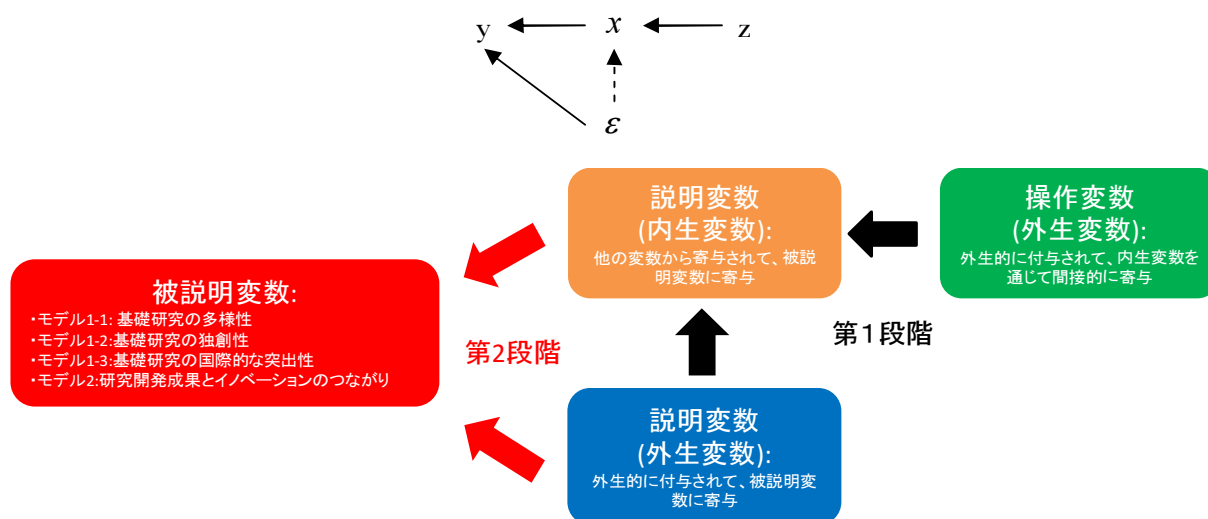 y x z
ε
説明変数
(内生変数):
他の変数から寄与されて、被説
明変数に寄与
操作変数
(外生変数):
外生的に付与されて、内生変数を
通じて間接的に寄与
被説明変数:
・モデル1-1: 基礎研究の多様性
・モデル1-2:基礎研究の独創性
・モデル1-3:基礎研究の国際的な突出性
・モデル2:研究開発成果とイノベーションのつながり
第2段階
第１段階
説明変数
(外生変数):
外生的に付与されて、被説明変
数に寄与